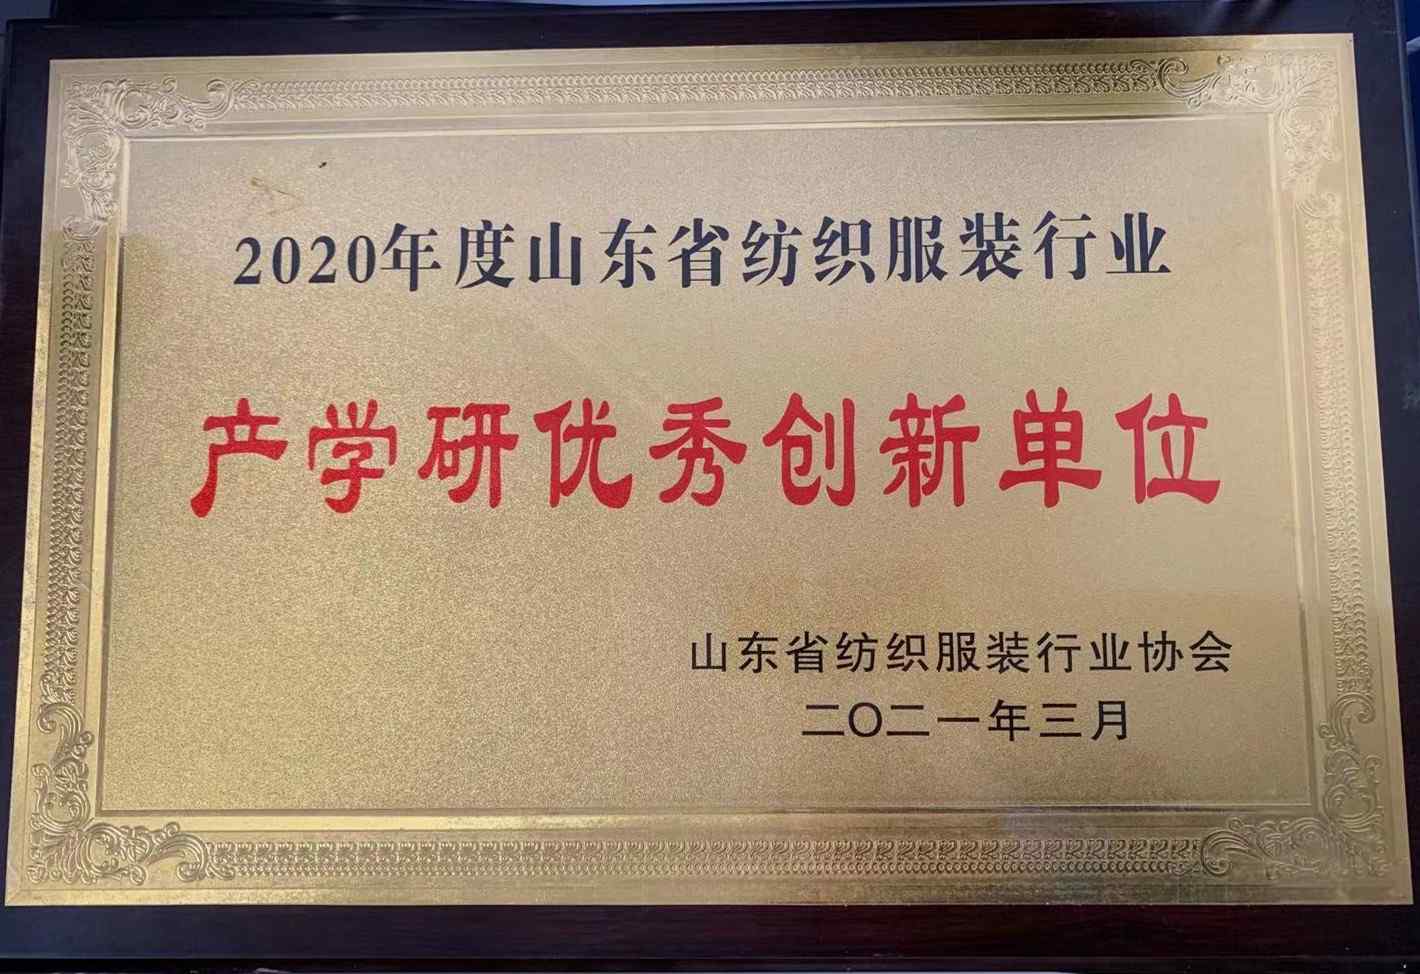 2020年度山东省纺织服装行业
产学研优秀创新单位
山东省纺织服装行业协会
二〇二一年三月